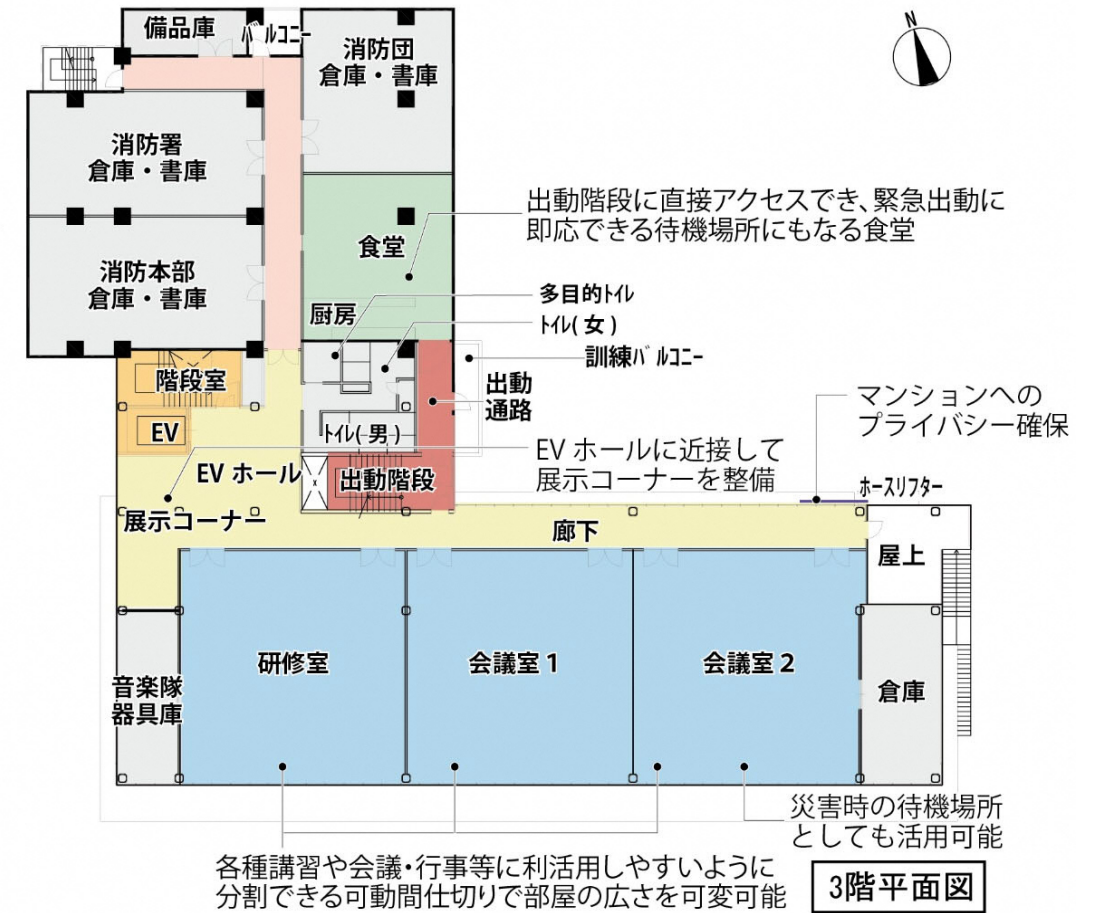 N
備品庫
バルコニー
消防団
倉庫・書庫
消防署
倉庫・書庫
出動階段に直接アクセスでき、緊急出動に
即応できる待機場所にもなる食堂
食堂
消防本部
倉庫・書庫
厨房
多目的トイレ
トイレ(女)
訓練バルコニー
階段室
出動
通路
マンションへの
プライバシー確保
EV
トイレ(男)
EVホールに近接して
展示コーナーを整備
EVホール
出動階段
ホースリフター
展示コーナー
廊下
屋上
研修室
会議室1
会議室2
音楽隊
器具庫
倉庫
災害時の待機場所
としても活用可能
各種講習や会議・行事等に利活用しやすいように
分割できる可動間仕切りで部屋の広さを可変可能
3階平面図